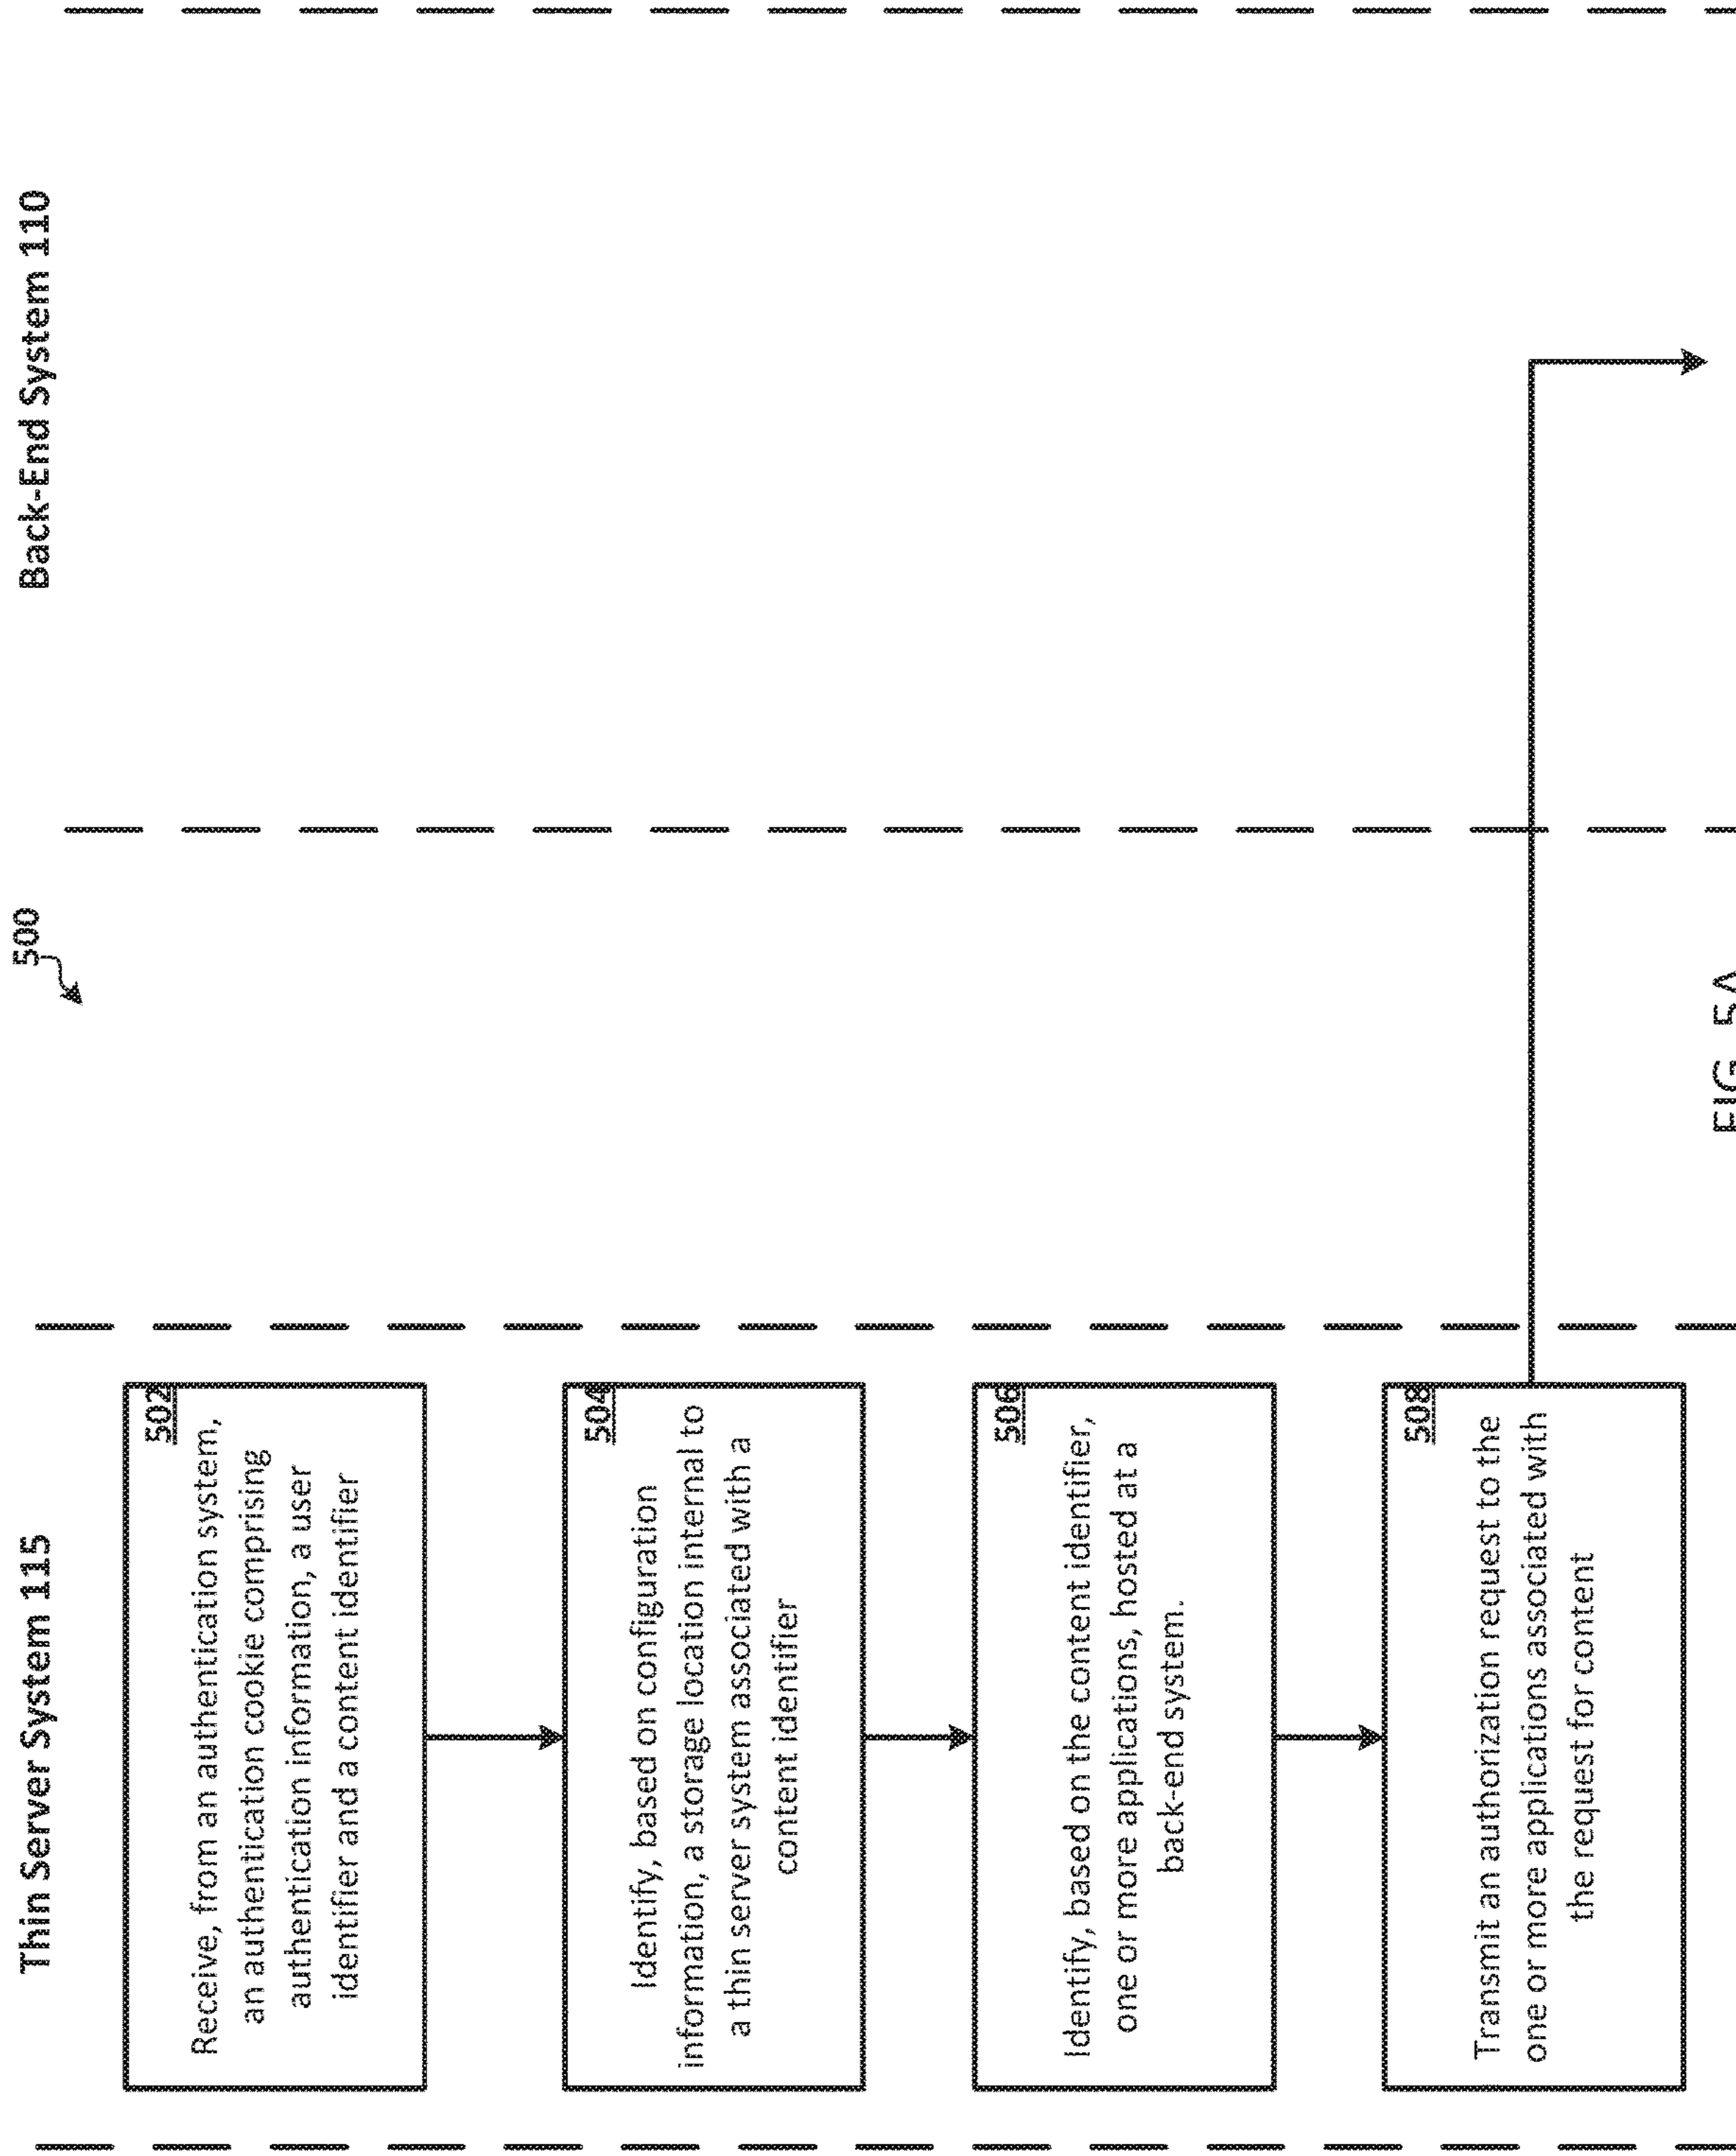 Thin Server System 115
500
Back-End System 110
502
Receive, from an authentication system,
an authentication cookie comprising
authentication information, a user
identifier and a content identifier
504
Identify, based on configuration
information, a storage location internal to
a thin server system associated with a
content identifier
506
Identify, based on the content identifier,
one or more applications, hosted at a
back-end system.
508
Transmit an authorization request to the
one or more applications associated with
the request for content
FIG. 5A